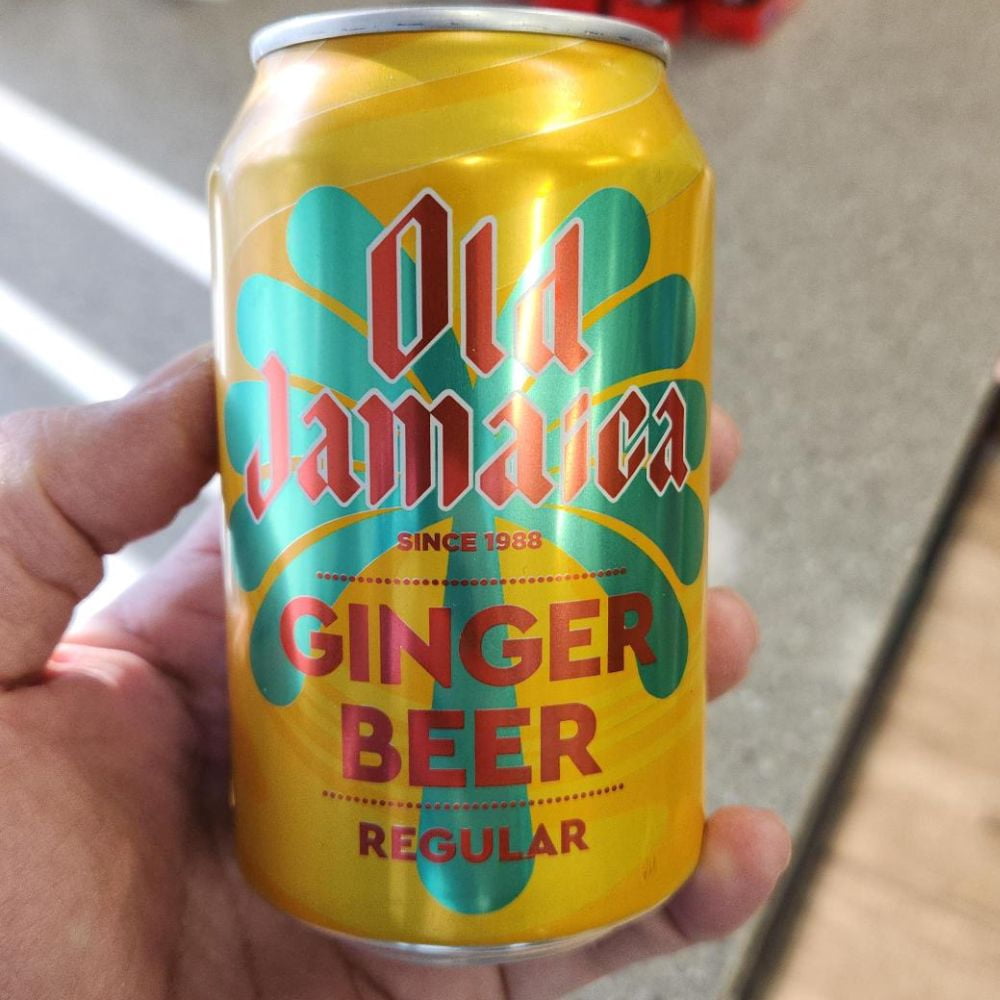 Old
Jamaica
SINCE 1988
GINGER
BEER
REGULAR